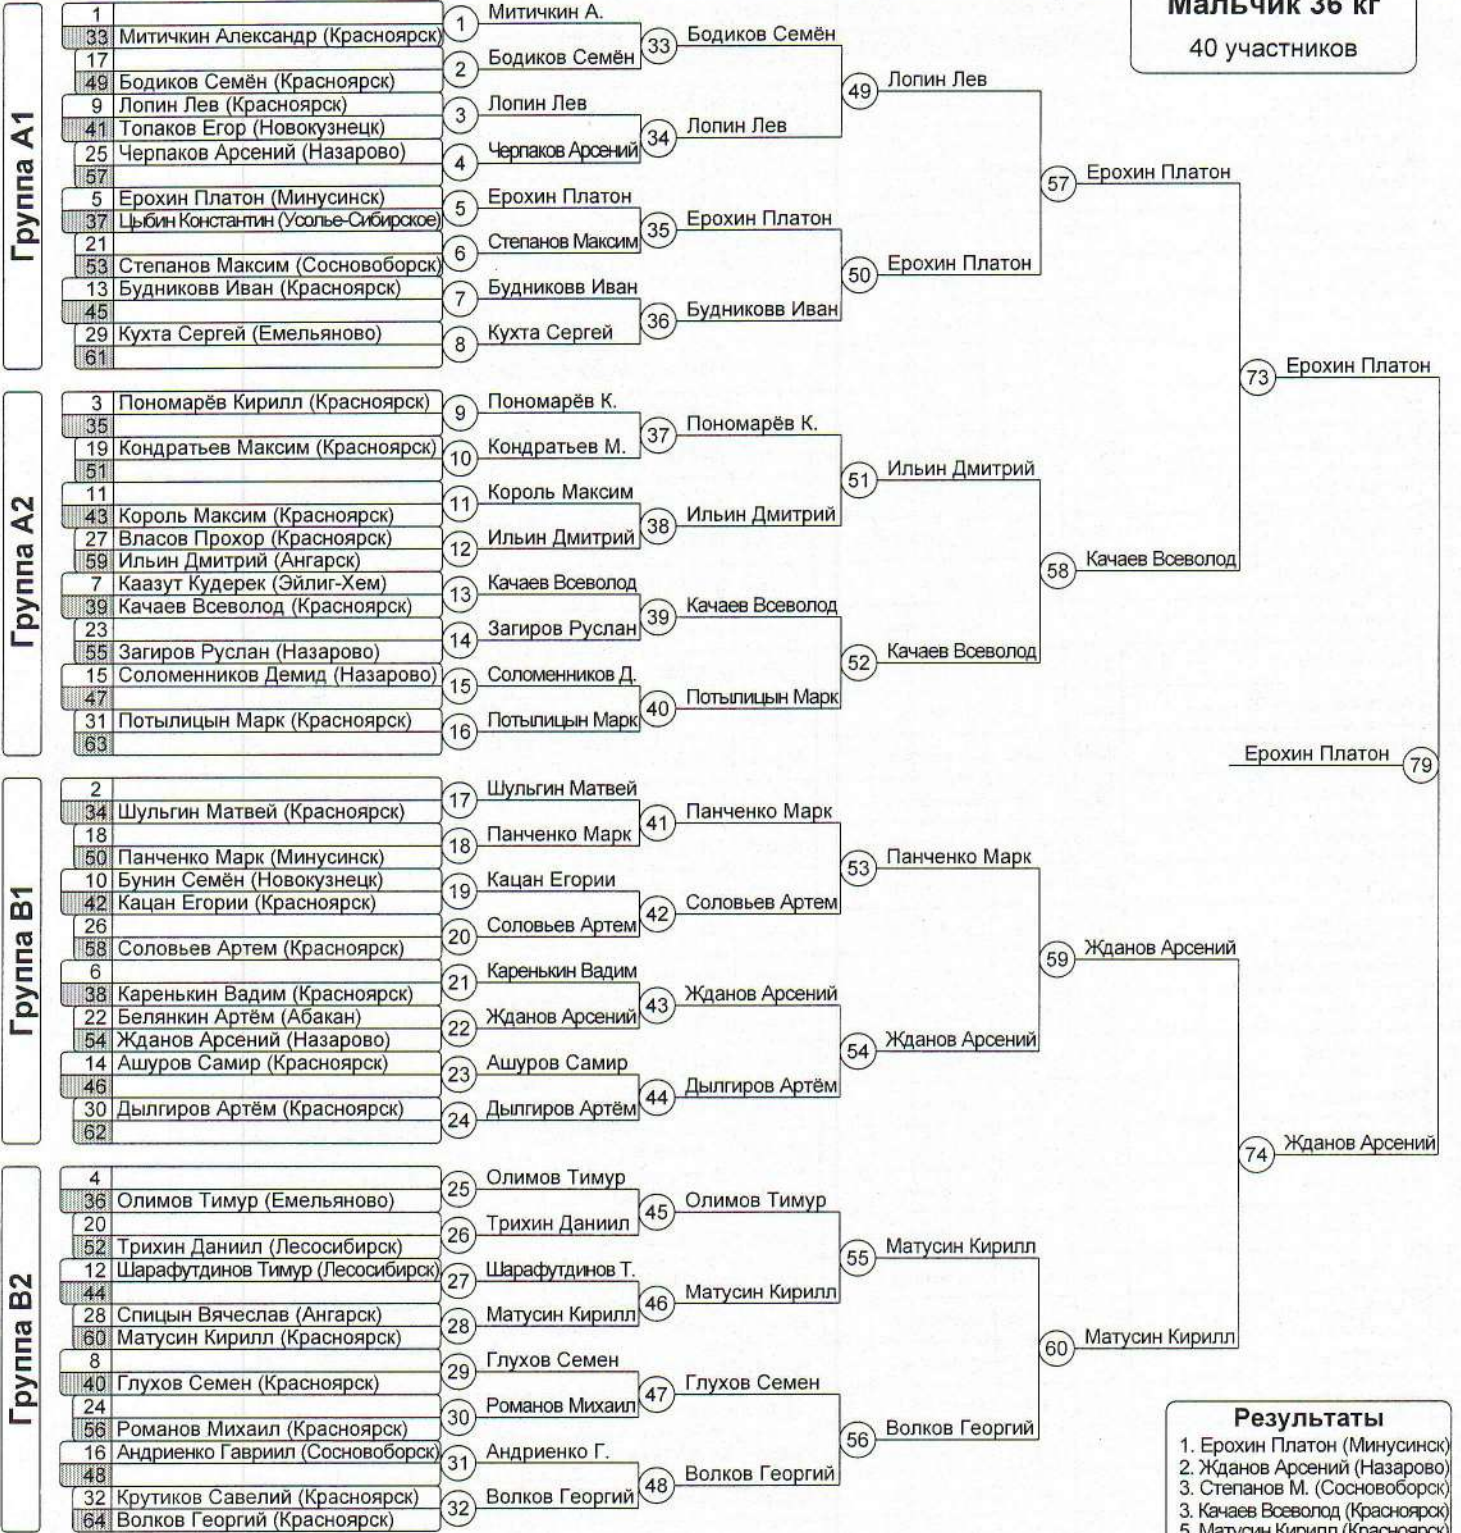 Мальчик 36 кг
40 участников
Группа A1
1
33 Митичкин Александр (Красноярск)
17
49 Бодиков Семён (Красноярск)
9 Лопин Лев (Красноярск)
41 Топаков Егор (Новокузнецк)
25 Черпаков Арсений (Назарово)
57
5 Ерохин Платон (Минусинск)
37 Цыбин Константин (Усолье-Сибирское)
21
53 Степанов Максим (Сосновоборск)
13 Будниковв Иван (Красноярск)
45
29 Кухта Сергей (Емельяново)
61
1 Митичкин А.
2 Бодиков Семён
3 Лопин Лев
4 Черпаков Арсений
5 Ерохин Платон
6 Степанов Максим
7 Будниковв Иван
8 Кухта Сергей
33 Бодиков Семён
34 Лопин Лев
35 Ерохин Платон
36 Будниковв Иван
49 Лопин Лев
50 Ерохин Платон
57 Ерохин Платон
Группа A2
3 Пономарёв Кирилл (Красноярск)
35
19 Кондратьев Максим (Красноярск)
51
11
43 Король Максим (Красноярск)
27 Власов Прохор (Красноярск)
59 Ильин Дмитрий (Ангарск)
7 Каазут Кудерек (Эйлиг-Хем)
39 Качаев Всеволод (Красноярск)
23
55 Загиров Руслан (Назарово)
15 Соломенников Демид (Назарово)
47
31 Потылицын Марк (Красноярск)
63
9 Пономарёв К.
10 Кондратьев М.
11 Король Максим
12 Ильин Дмитрий
13 Качаев Всеволод
14 Загиров Руслан
15 Соломенников Д.
16 Потылицын Марк
37 Пономарёв К.
38 Ильин Дмитрий
39 Качаев Всеволод
40 Потылицын Марк
51 Ильин Дмитрий
52 Качаев Всеволод
58 Качаев Всеволод
73 Ерохин Платон
Группа B1
2
34 Шульгин Матвей (Красноярск)
18
50 Панченко Марк (Минусинск)
10 Бунин Семён (Новокузнецк)
42 Кацан Егории (Красноярск)
26
58 Соловьев Артем (Красноярск)
6
38 Каренькин Вадим (Красноярск)
22 Белянкин Артём (Абакан)
54 Жданов Арсений (Назарово)
14 Ашуров Самир (Красноярск)
46
30 Дылгиров Артём (Красноярск)
62
17 Шульгин Матвей
18 Панченко Марк
19 Кацан Егории
20 Соловьев Артем
21 Каренькин Вадим
22 Жданов Арсений
23 Ашуров Самир
24 Дылгиров Артём
41 Панченко Марк
42 Соловьев Артем
43 Жданов Арсений
44 Дылгиров Артём
53 Панченко Марк
54 Жданов Арсений
59 Жданов Арсений
Группа B2
4
36 Олимов Тимур (Емельяново)
20
52 Трихин Даниил (Лесосибирск)
12 Шарафутдинов Тимур (Лесосибирск)
44
28 Спицын Вячеслав (Ангарск)
60 Матусин Кирилл (Красноярск)
8
40 Глухов Семен (Красноярск)
24
56 Романов Михаил (Красноярск)
16 Андриенко Гавриил (Сосновоборск)
48
32 Крутиков Савелий (Красноярск)
64 Волков Георгий (Красноярск)
25 Олимов Тимур
26 Трихин Даниил
27 Шарафутдинов Т.
28 Матусин Кирилл
29 Глухов Семен
30 Романов Михаил
31 Андриенко Г.
32 Волков Георгий
45 Олимов Тимур
46 Матусин Кирилл
47 Глухов Семен
48 Волков Георгий
55 Матусин Кирилл
56 Волков Георгий
60 Матусин Кирилл
74 Жданов Арсений
Ерохин Платон 79
Результаты
1. Ерохин Платон (Минусинск)
2. Жданов Арсений (Назарово)
3. Степанов М. (Сосновоборск)
3. Качаев Всеволод (Красноярск)
5. Матусин Кирилл (Красноярск)